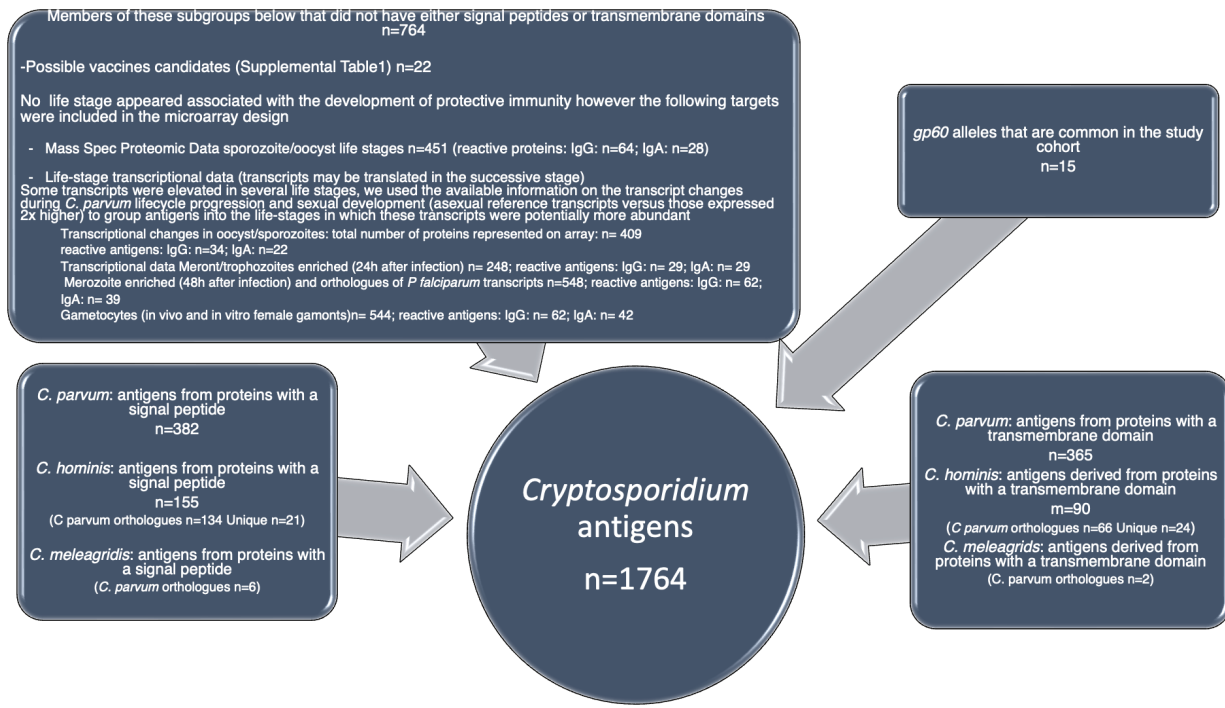 Members of these subgroups below that did not have either signal peptides or transmembrane domains
n=764
-Possible vaccines candidates (Supplemental Table1) n=22
No life stage appeared associated with the development of protective immunity however the following targets
were included in the microarray design
- Mass Spec Proteomic Data sporozoite/oocyst life stages n=451 (reactive proteins: IgG: n=64; IgA: n=28)
- Life-stage transcriptional data (transcripts may be translated in the successive stage)
Some transcripts were elevated in several life stages, we used the available information on the transcript changes
during C. parvum lifecycle progression and sexual development (asexual reference transcripts versus those expressed
2x higher) to group antigens into the life-stages in which these transcripts were potentially more abundant
Transcriptional changes in oocyst/sporozoites: total number of proteins represented on array: n= 409
reactive antigens: IgG: n=34; IgA: n=22
Transcriptional data Meront/trophozoites enriched (24h after infection) n= 248; reactive antigens: IgG: n= 29; IgA: n= 29
Merozoite enriched (48h after infection) and orthologues of P falciparum transcripts n=548; reactive antigens: IgG: n= 62;
IgA: n= 39
Gametocytes (in vivo and in vitro female gamonts)n= 544; reactive antigens: IgG: n= 62; IgA: n= 42
gp60 alleles that are common in the study
cohort
n=15
C. parvum: antigens from proteins with a
signal peptide
n=382
C. hominis: antigens from proteins with a
signal peptide
n=155
(C parvum orthologues n=134 Unique n=21)
C. meleagridis: antigens from proteins with
a signal peptide
(C. parvum orthologues n=6)
Cryptosporidium
antigens
n=1764
C. parvum: antigens from proteins with a
transmembrane domain
n=365
C. hominis: antigens derived from proteins
with a transmembrane domain
m=90
(C parvum orthologues n=66 Unique n=24)
C. meleagrids: antigens derived from
proteins with a transmembrane domain
(C. parvum orthologues n=2)